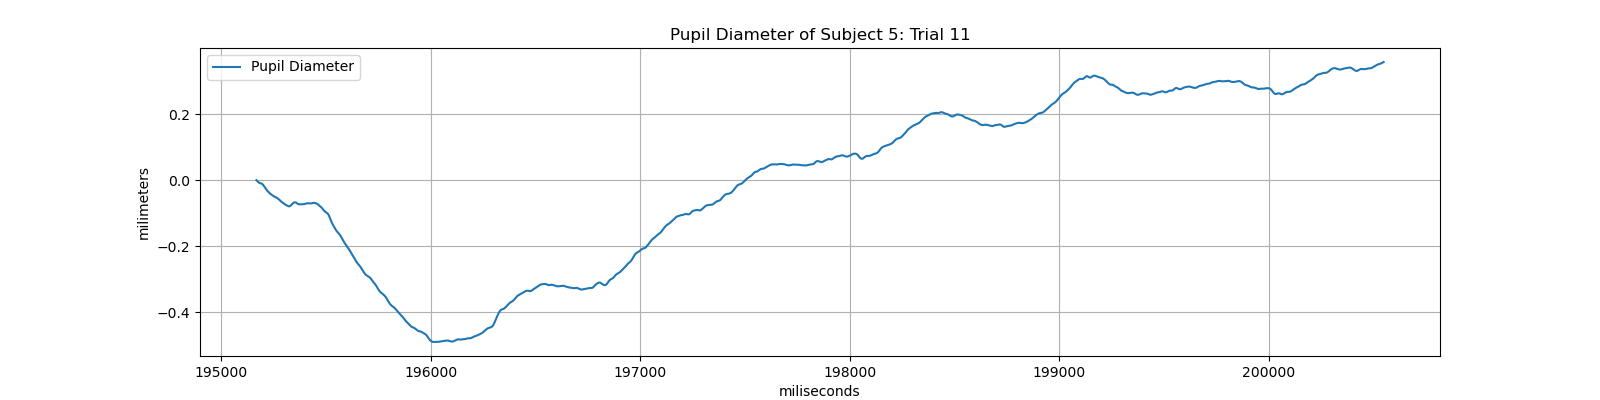 Pupil Diameter of Subject 5: Trial 11
Pupil Diameter
0.2
0.0
−0.2
−0.4
milimeters
195000 196000 197000 198000 199000 200000
miliseconds